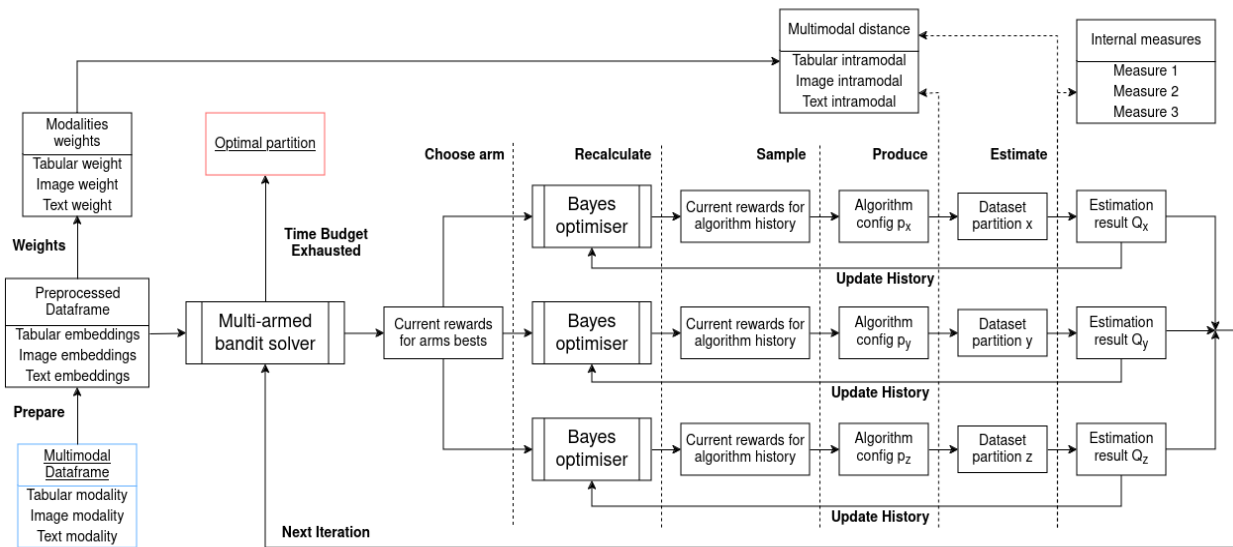 Multimodal distance
Tabular intramodal
Image intramodal
Text intramodal
Internal measures
Measure 1
Measure 2
Measure 3
Modalities
weights
Tabular weight
Image weight
Text weight
Optimal partition
Choose arm
Recalculate
Sample
Produce
Estimate
Weights
Time Budget
Exhausted
Preprocessed
Dataframe
Tabular embeddings
Image embeddings
Text embeddings
Multi-armed
bandit solver
Current rewards
for arms bests
Bayes
optimiser
Current rewards for
algorithm history
Algorithm
config px
Dataset
partition x
Estimation
result Qx
Update History
Bayes
optimiser
Current rewards for
algorithm history
Algorithm
config py
Dataset
partition y
Estimation
result Qy
Update History
Bayes
optimiser
Current rewards for
algorithm history
Algorithm
config pz
Dataset
partition z
Estimation
result Qz
Update History
Prepare
Multimodal
Dataframe
Tabular modality
Image modality
Text modality
Next Iteration